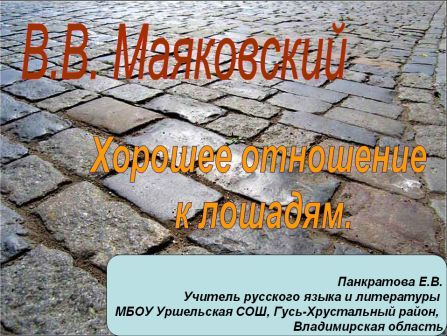 В.В. Маяковский
Хорошее отношение
к лошадям.
Панкратова Е.В.
Учитель русского языка и литературы
МБОУ Уршельская СОШ, Гусь-Хрустальный район,
Владимирская область